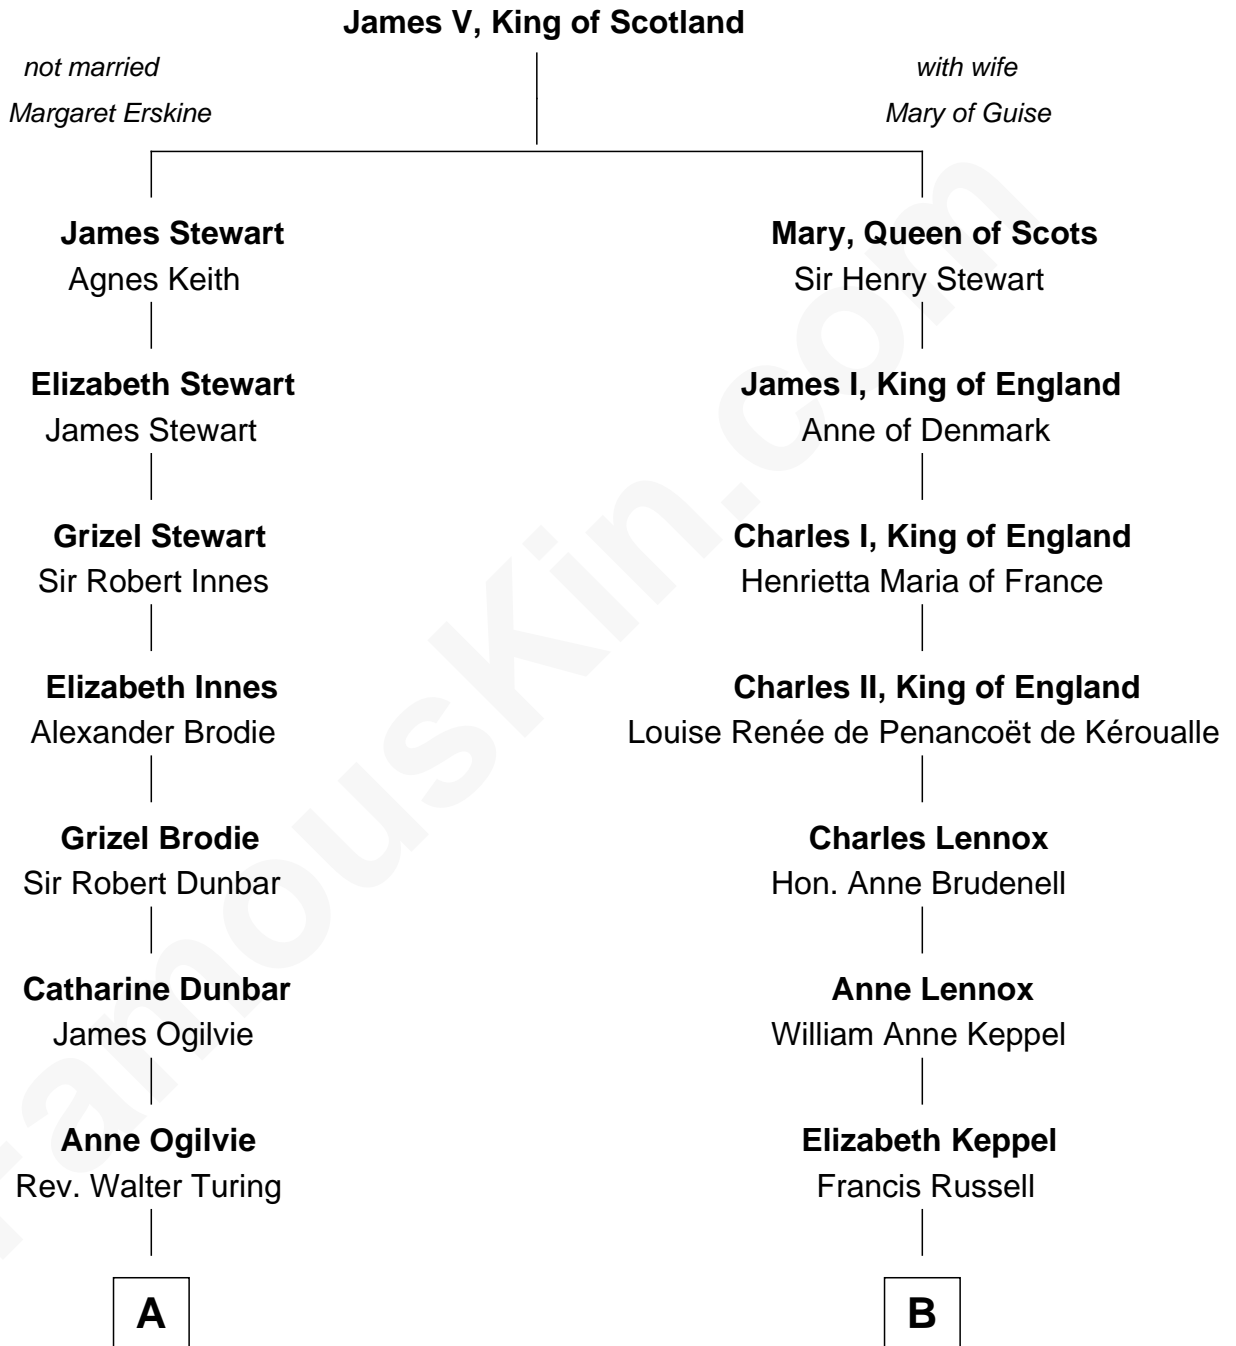 James V, King of Scotland
not married
with wife
Margaret Erskine
Mary of Guise
James Stewart
Agnes Keith
Mary, Queen of Scots
Sir Henry Stewart
Elizabeth Stewart
James Stewart
James I, King of England
Anne of Denmark
Grizel Stewart
Sir Robert Innes
Charles I, King of England
Henrietta Maria of France
Elizabeth Innes
Alexander Brodie
Charles II, King of England
Louise Renée de Penancoët de Kéroualle
Grizel Brodie
Sir Robert Dunbar
Charles Lennox
Hon. Anne Brudenell
Catharine Dunbar
James Ogilvie
Anne Lennox
William Anne Keppel
Anne Ogilvie
Rev. Walter Turing
Elizabeth Keppel
Francis Russell
A
B
FamousKin.com